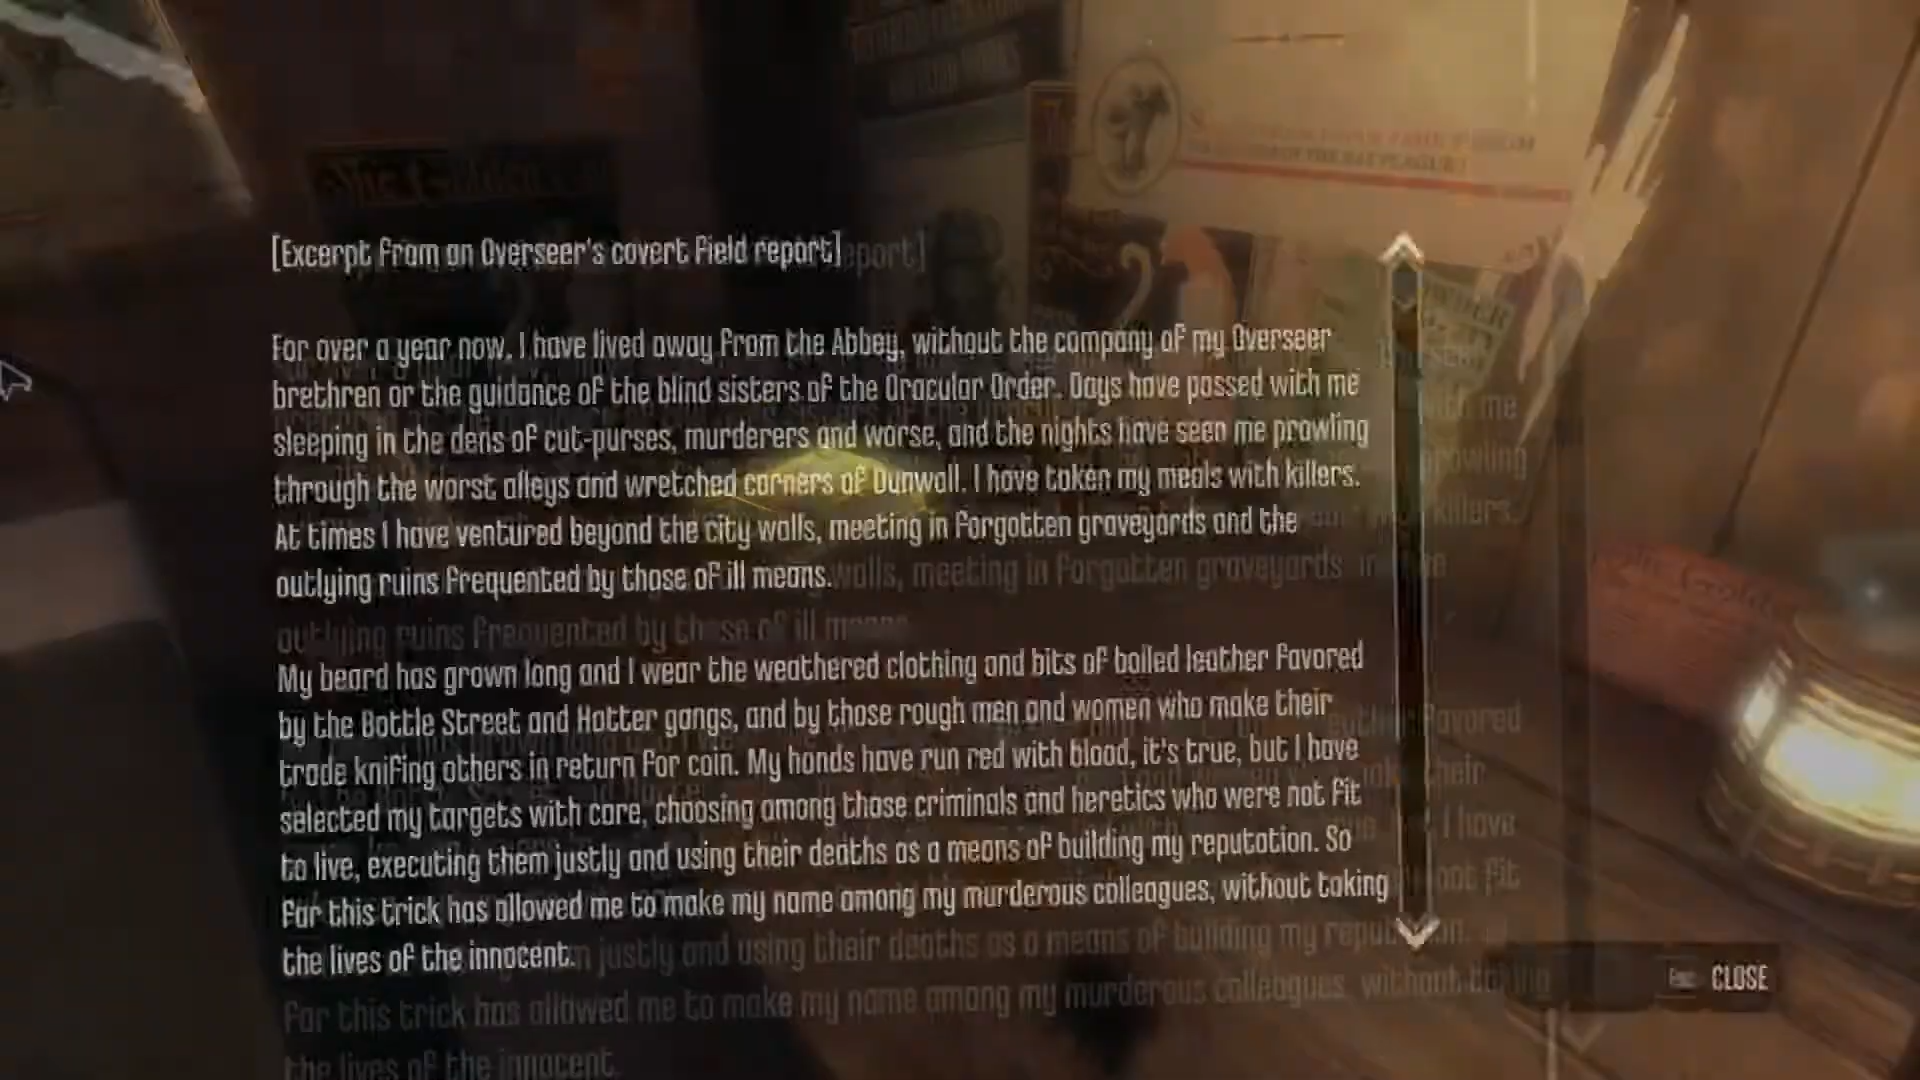 [Excerpt from an Overseer's covert field report]
For over a year now, I have lived away from the Abbey, without the company of my Overseer
brethren or the guidance of the blind sisters of the Oracular Order. Days have passed with me
sleeping in the dens of cut-purses, murderers and worse, and the nights have seen me prowling
through the worst alleys and wretched corners of Dunwall. I have taken my meals with killers.
At times I have ventured beyond the city walls, meeting in forgotten graveyards and the
outlying ruins frequented by those of ill means.
My beard has grown long and I wear the weathered clothing and bits of boiled leather favored
by the Bottle Street and Hatter gangs, and by those rough men and women who make their
trade knifing others in return for coin. My hands have run red with blood, it's true, but I have
selected my targets with care, choosing among those criminals and heretics who were not fit
to live, executing them justly and using their deaths as a means of building my reputation. So
far this trick has allowed me to make my name among my murderous colleagues, without taking
the lives of the innocent.
CLOSE